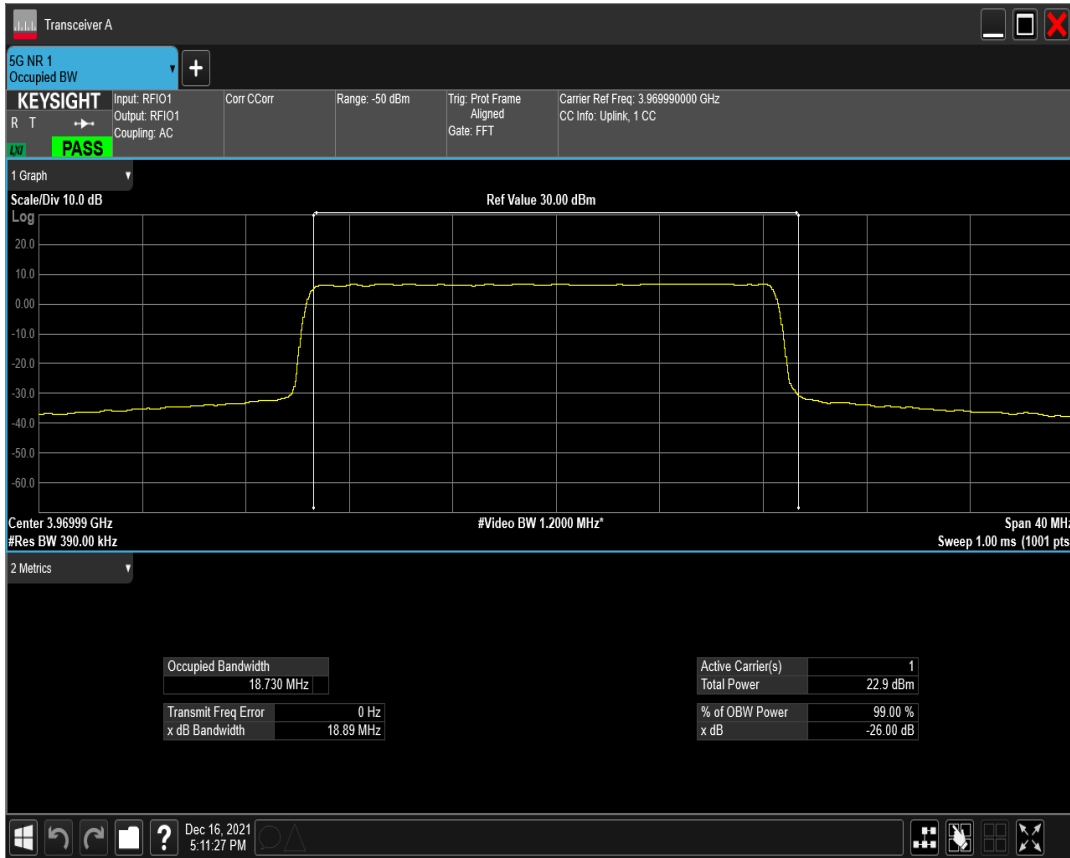 Transceiver A
5G NR 1
Occupied BW
+
KEYSIGHT
R T
LXI
PASS
Input: RFIO1
Output: RFIO1
Coupling: AC
Corr CCorr
Range: -50 dBm
Trig: Prot Frame
Aligned
Gate: FFT
Carrier Ref Freq: 3.969990000 GHz
CC Info: Uplink, 1 CC
1 Graph
Scale/Div 10.0 dB
Ref Value 30.00 dBm
Log
20.0
10.0
0.00
-10.0
-20.0
-30.0
-40.0
-50.0
-60.0
Center 3.96999 GHz
#Video BW 1.2000 MHz*
Span 40 MHz
#Res BW 390.00 kHz
Sweep 1.00 ms (1001 pts
2 Metrics
Occupied Bandwidth
18.730 MHz
Transmit Freq Error 0 Hz
x dB Bandwidth 18.89 MHz
Active Carrier(s) 1
Total Power 22.9 dBm
% of OBW Power 99.00 %
x dB -26.00 dB
?
Dec 16, 2021
5:11:27 PM